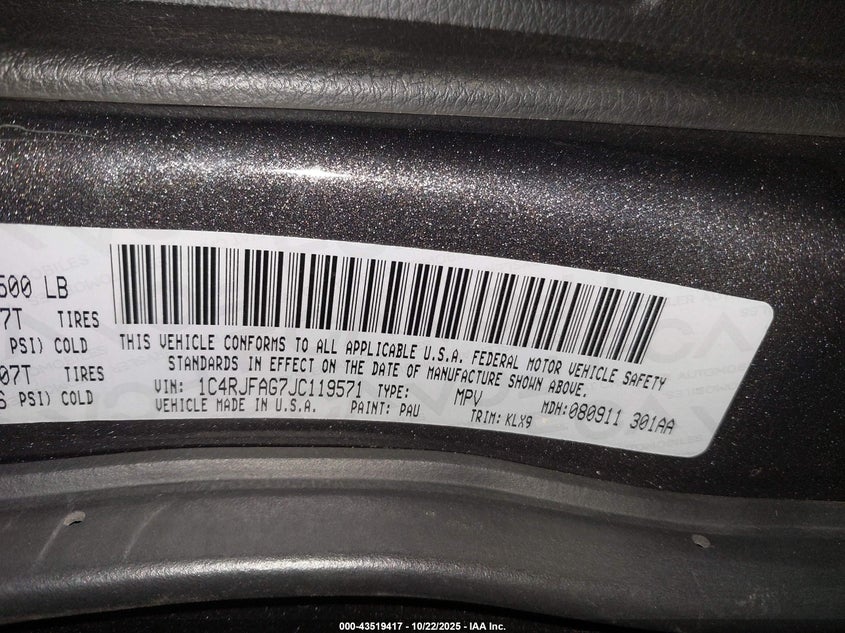 500 LB
7T TIRES
PSI) COLD
07T TIRES
PSI) COLD
THIS VEHICLE CONFORMS TO ALL APPLICABLE U.S.A. FEDERAL MOTOR VEHICLE SAFETY
STANDARDS IN EFFECT ON THE DATE OF MANUFACTURE SHOWN ABOVE.
VIN: 1C4RJFAG7JC119571 TYPE: MPV MDH:080911 301AA
VEHICLE MADE IN U.S.A. PAINT: PAU TRIM: KLX9
000-43519417 - 10/22/2025 - IAA Inc.